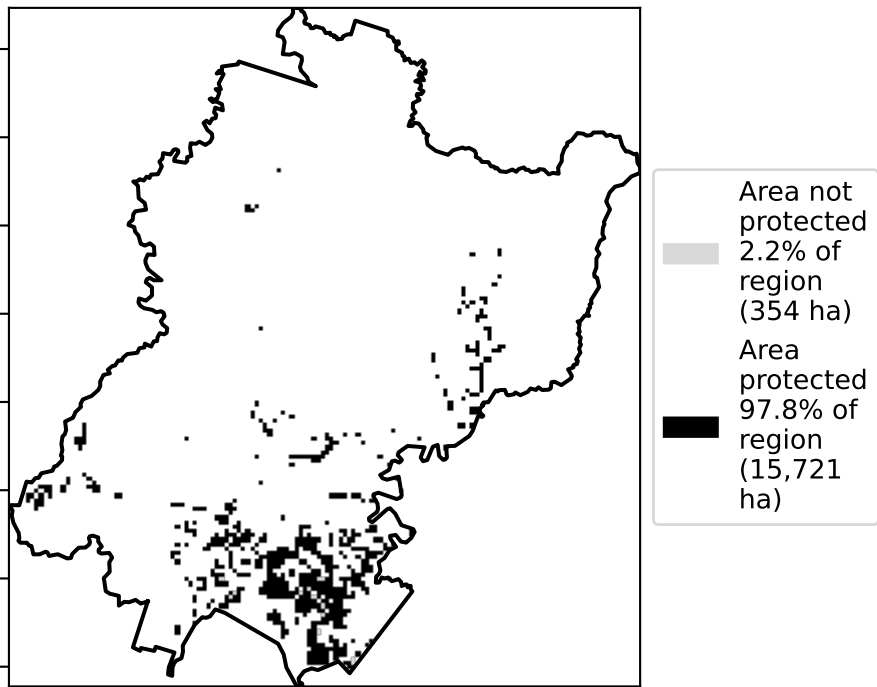 Area not
protected
2.2% of
region
(354 ha)
Area
protected
97.8% of
region
(15,721
ha)